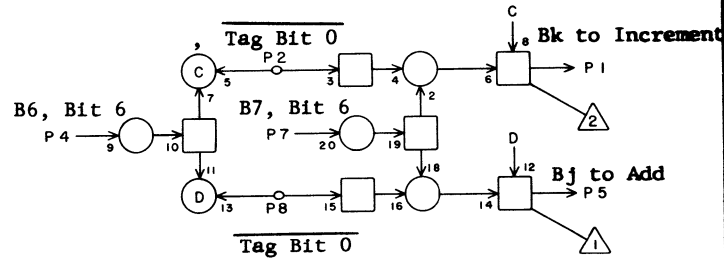 C
,
Tag Bit 0
Bk to Increment
P2
8
C
5
3
4
6
P1
7
2
B6, Bit 6
B7, Bit 6
2
P4
9
10
P7
20
19
D
11
18
12
Bj to Add
D
13
P8
15
16
14
P5
Tag Bit 0
1